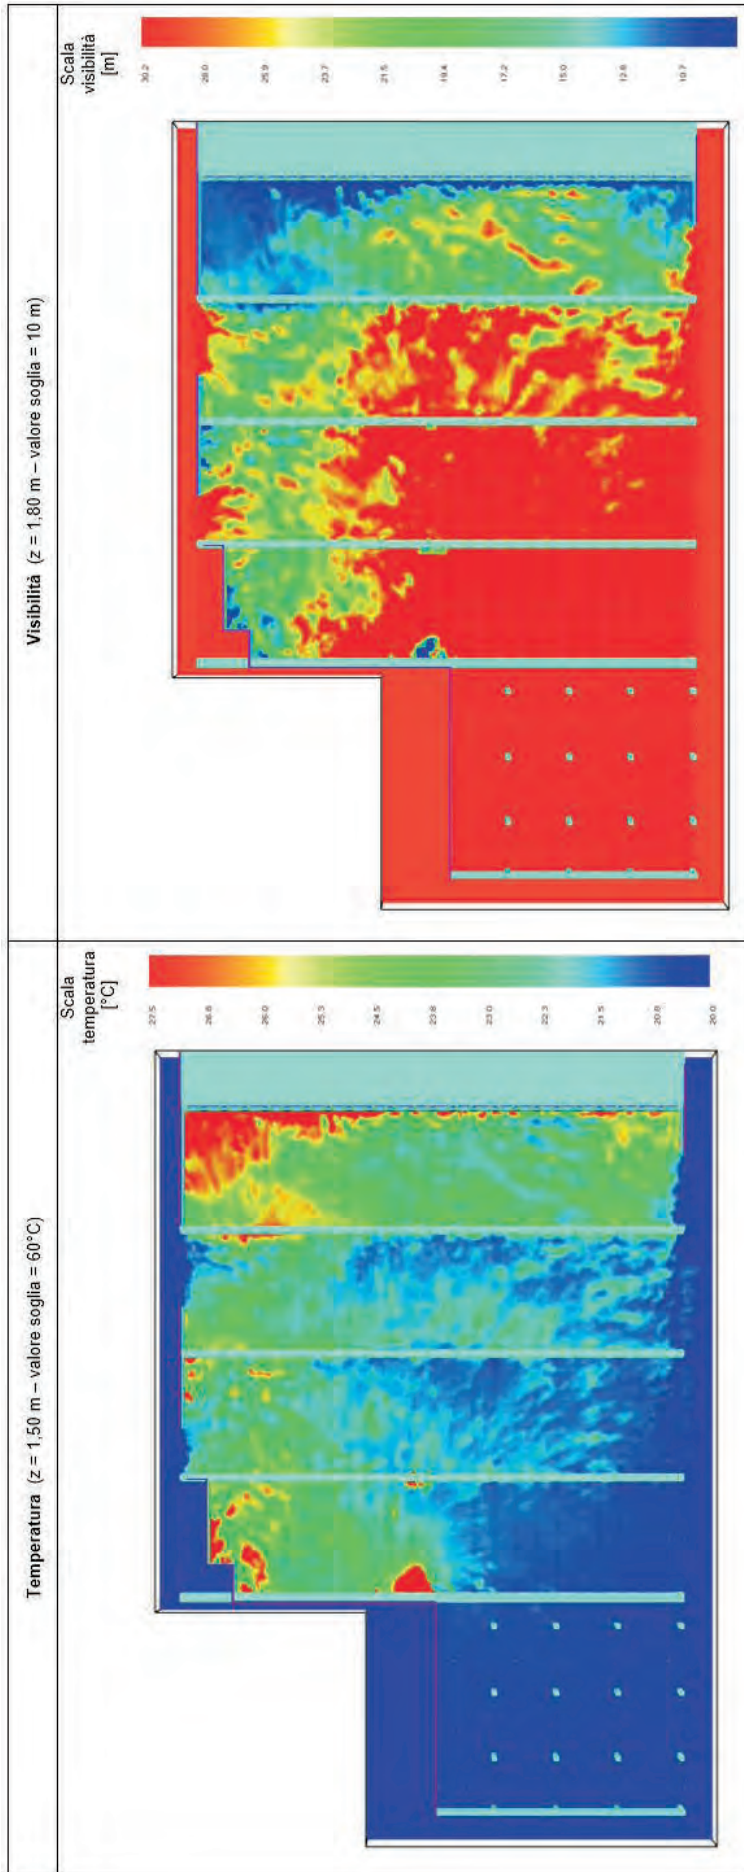 Temperatura (z = 1,50 m – valore soglia = 60°C)
Scala
temperatura
[°C]
27.5
26.8
26.0
25.3
24.5
23.8
23.0
22.3
21.5
20.8
20.0
Visibilità (z = 1,80 m – valore soglia = 10 m)
Scala
visibilità
[m]
30.2
28.0
25.9
23.7
21.5
19.4
17.2
15.0
12.9
10.7